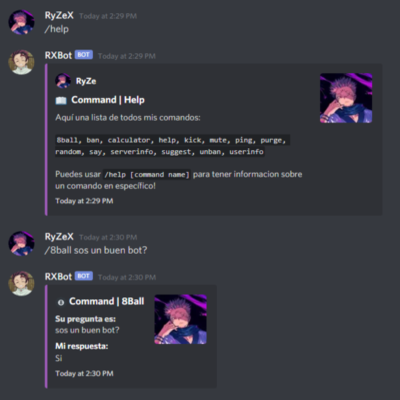 RyZeX Today at 2:29 PM
/help
RXBot BOT Today at 2:29 PM
RyZe
Command | Help
Aquí una lista de todos mis comandos:
8ball, ban, calculator, help, kick, mute, ping, purge,
random, say, serverinfo, suggest, unban, userinfo
Puedes usar /help [command name] para tener informacion sobre
un comando en específico!
Today at 2:29 PM
RyZeX Today at 2:30 PM
/8ball sos un buen bot?
RXBot BOT Today at 2:30 PM
Command | 8Ball
Su pregunta es:
sos un buen bot?
Mi respuesta:
Si
Today at 2:30 PM